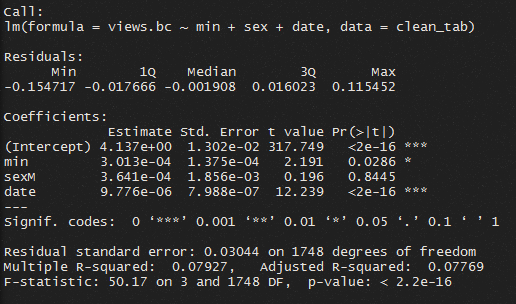 Call:
lm(formula = views.bc ~ min + sex + date, data = clean_tab)
Residuals:
Min 1Q Median 3Q Max
-0.154717 -0.017666 -0.001908 0.016023 0.115452
Coefficients:
Estimate Std. Error t value Pr(>|t|)
(Intercept) 4.137e+00 1.302e-02 317.749 <2e-16 ***
min 3.013e-04 1.375e-04 2.191 0.0286 *
sexM 3.641e-04 1.856e-03 0.196 0.8445
date 9.776e-06 7.988e-07 12.239 <2e-16 ***
---
Signif. codes: 0 ‘***’ 0.001 ‘**’ 0.01 ‘*’ 0.05 ‘.’ 0.1 ‘ ’ 1
Residual standard error: 0.03044 on 1748 degrees of freedom
Multiple R-squared: 0.07927, Adjusted R-squared: 0.07769
F-statistic: 50.17 on 3 and 1748 DF, p-value: < 2.2e-16